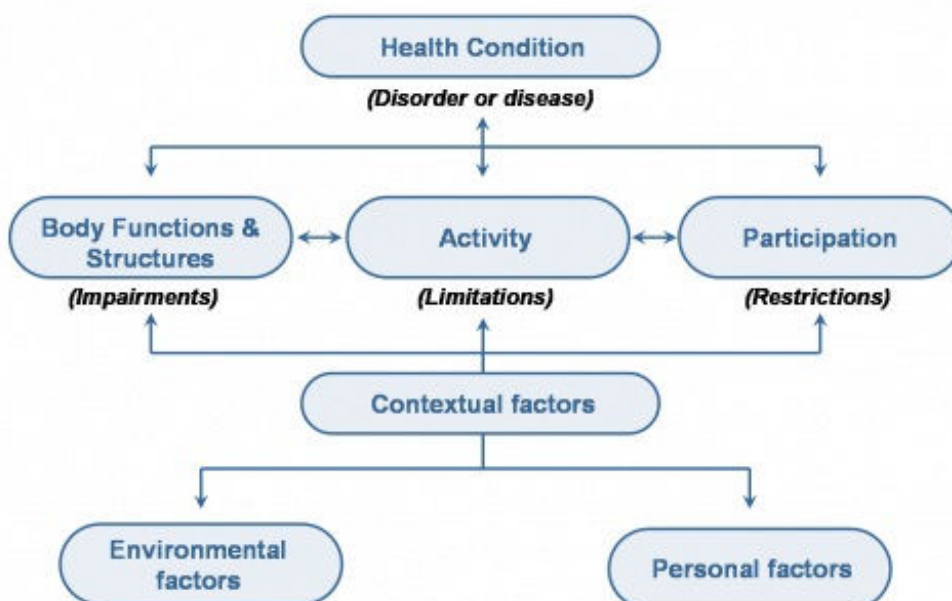 Health Condition
(Disorder or disease)
Body Functions &
Structures
Activity
Participation
(Impairments)
(Limitations)
(Restrictions)
Contextual factors
Environmental
factors
Personal factors